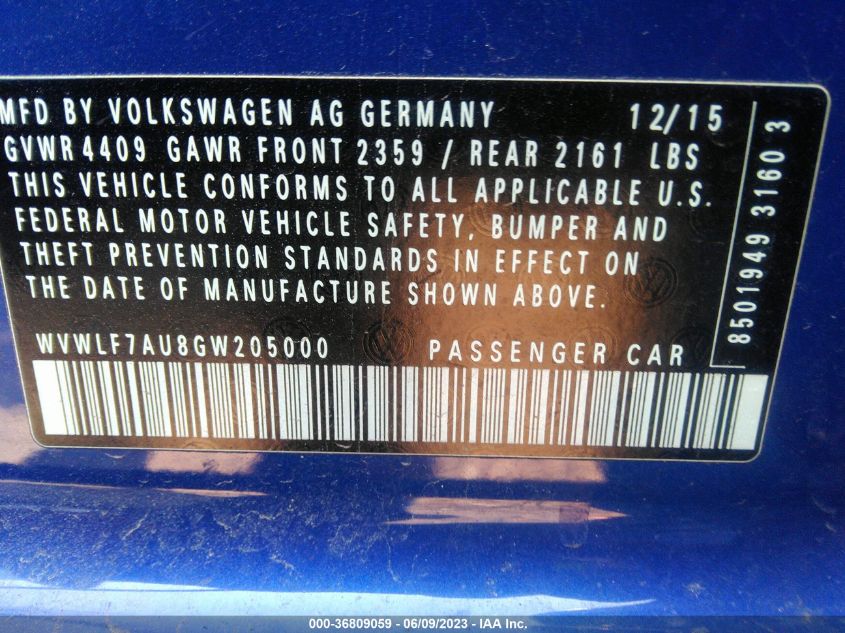 MFD BY VOLKSWAGEN AG GERMANY 12/15
GVWR 4409 GAWR FRONT 2359 / REAR 2161 LBS
THIS VEHICLE CONFORMS TO ALL APPLICABLE U.S.
FEDERAL MOTOR VEHICLE SAFETY, BUMPER AND
THEFT PREVENTION STANDARDS IN EFFECT ON
THE DATE OF MANUFACTURE SHOWN ABOVE.
WVWLF7AU8GW205000 PASSENGER CAR
8501949 3160 3
000-36809059 - 06/09/2023 - IAA Inc.